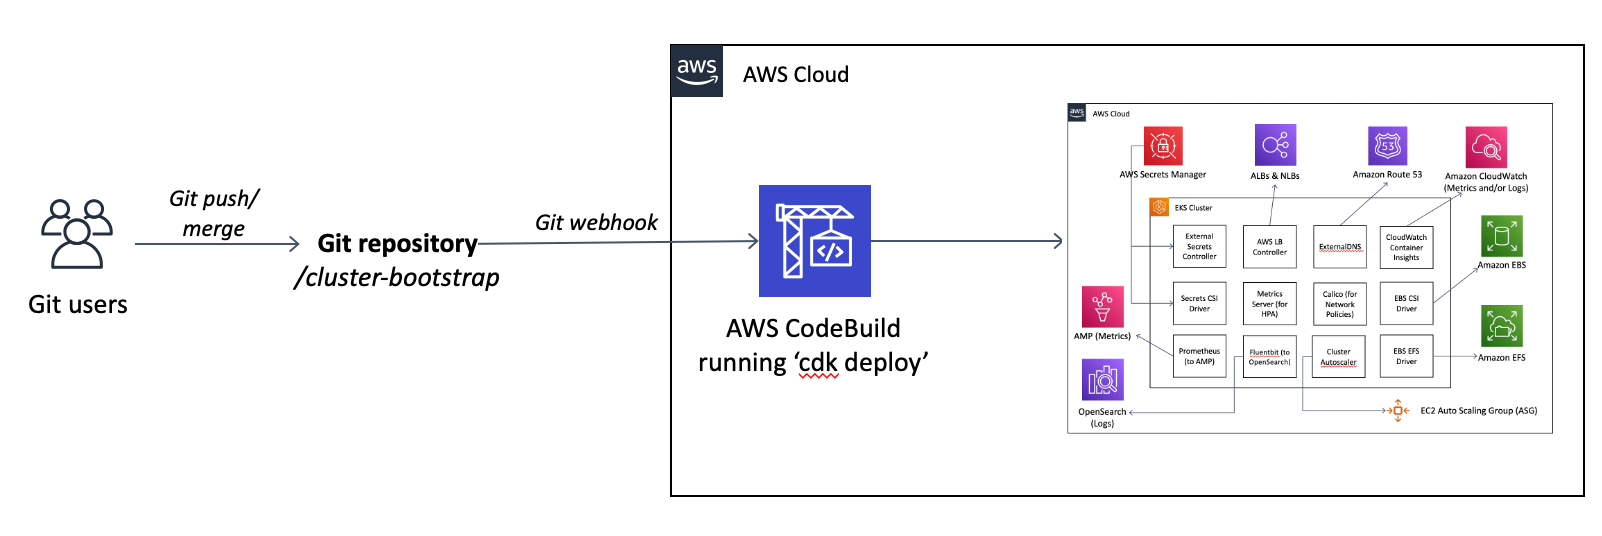 aws
AWS Cloud
Git users
Git push/
merge
Git repository
/cluster-bootstrap
Git webhook
AWS CodeBuild
running ‘cdk deploy’
aws
AWS Cloud
AWS Secrets Manager
ALBs & NLBs
53
Amazon Route 53
Amazon CloudWatch
(Metrics and/or Logs)
EKS Cluster
External
Secrets
Controller
AWS LB
Controller
ExternalDNS
CloudWatch
Container
Insights
Amazon EBS
Secrets CSI
Driver
Metrics
Server (for
HPA)
Calico (for
Network
Policies)
EBS CSI
Driver
AMP (Metrics)
Prometheus
(to AMP)
Fluentbit (to
OpenSearch)
Cluster
Autoscaler
EBS EFS
Driver
Amazon EFS
OpenSearch
(Logs)
EC2 Auto Scaling Group (ASG)